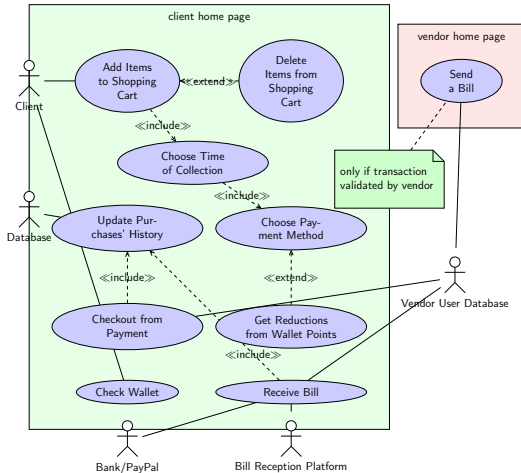 client home page
vendor home page
Add Items
to Shopping
Cart
≪extend≫
Delete
Items from
Shopping
Cart
Send
a Bill
Client
≪include≫
Choose Time
of Collection
only if transaction
validated by vendor
≪include≫
Database
Update Pur-
chases' History
Choose Pay-
ment Method
≪include≫
≪extend≫
Vendor User Database
Checkout from
Payment
Get Reductions
from Wallet Points
≪include≫
Check Wallet
Receive Bill
Bank/PayPal
Bill Reception Platform